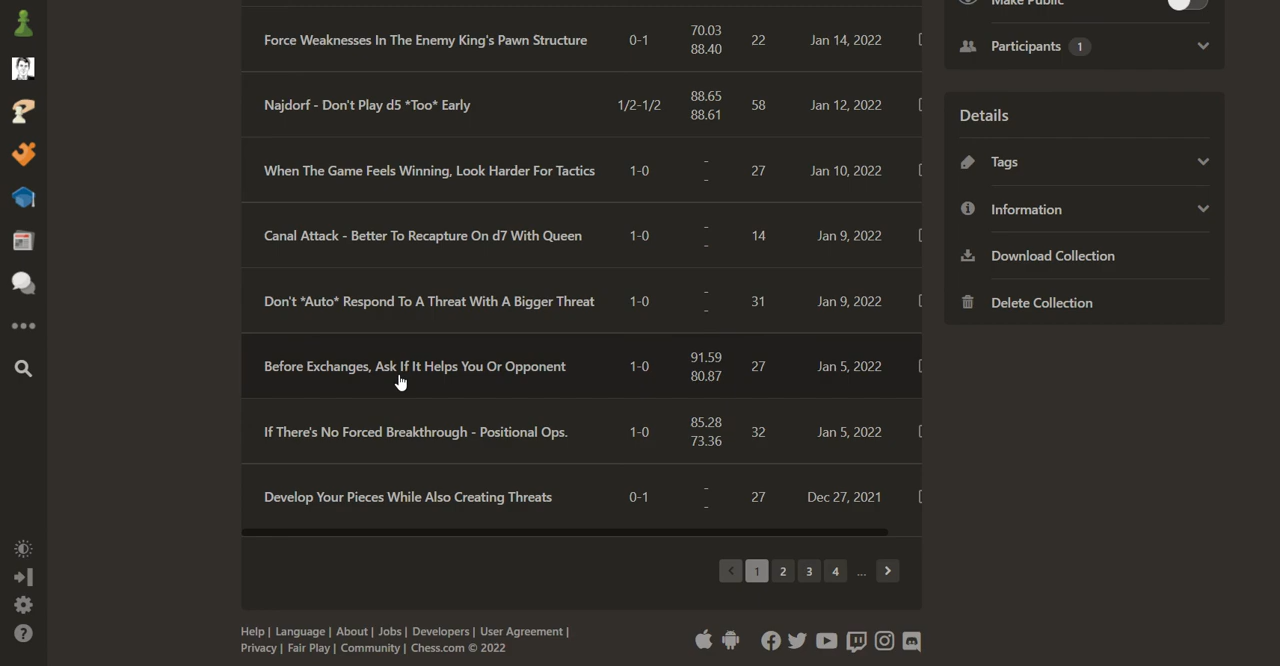 Make Public
Participants 1
70.03
Force Weaknesses In The Enemy King's Pawn Structure 0-1 22 Jan 14, 2022
88.40
88.65
Najdorf - Don't Play d5 *Too* Early 1/2-1/2 58 Jan 12, 2022
88.61
-
When The Game Feels Winning, Look Harder For Tactics 1-0 27 Jan 10, 2022
-
-
Canal Attack - Better To Recapture On d7 With Queen 1-0 14 Jan 9, 2022
-
-
Don't *Auto* Respond To A Threat With A Bigger Threat 1-0 31 Jan 9, 2022
-
91.59
Before Exchanges, Ask If It Helps You Or Opponent 1-0 27 Jan 5, 2022
80.87
85.28
If There's No Forced Breakthrough - Positional Ops. 1-0 32 Jan 5, 2022
73.36
-
Develop Your Pieces While Also Creating Threats 0-1 27 Dec 27, 2021
-
Details
Tags
Information
Download Collection
Delete Collection
< 1 2 3 4 ... >
Help | Language | About | Jobs | Developers | User Agreement |
Privacy | Fair Play | Community | Chess.com © 2022